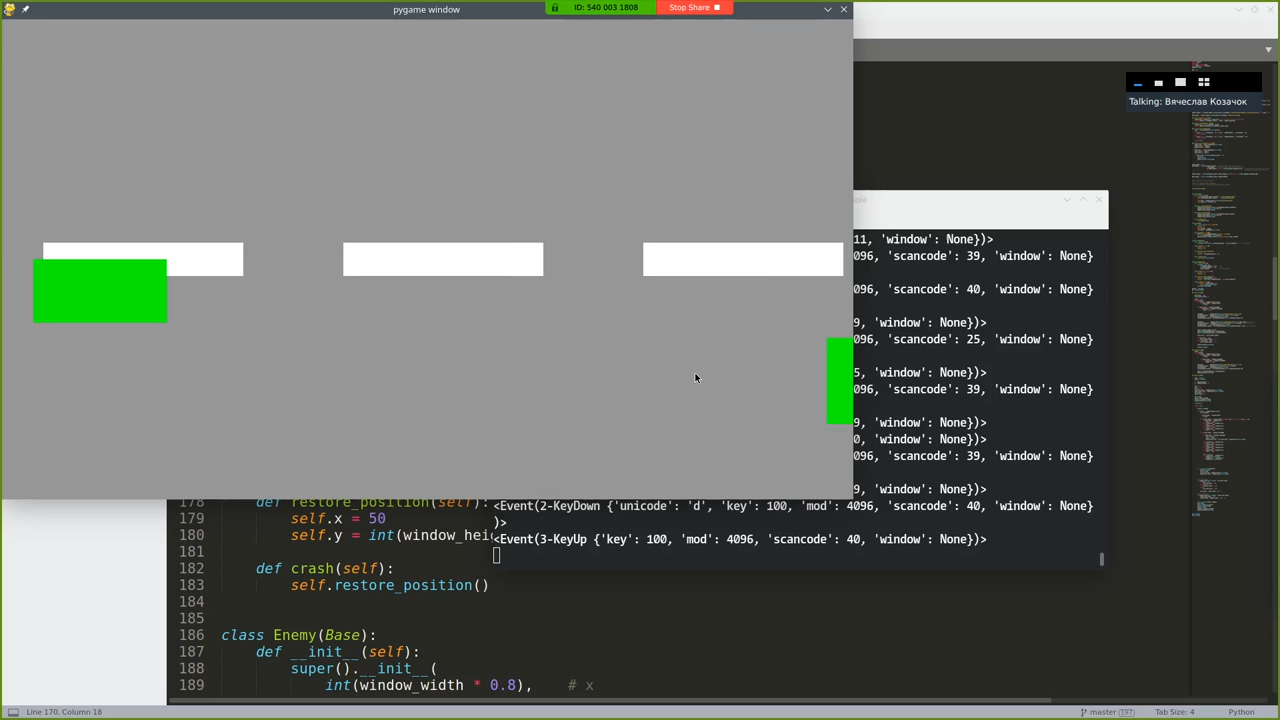 pygame window
ID: 540 003 1808
Stop Share
Talking: Вячеслав Козачок
11, 'window': None})>
096, 'scancode': 39, 'window': None}
096, 'scancode': 40, 'window': None}
9, 'window': None})>
096, 'scancode': 25, 'window': None}
5, 'window': None})>
096, 'scancode': 39, 'window': None}
9, 'window': None})>
0, 'window': None})>
096, 'scancode': 39, 'window': None}
9, 'window': None})>
<Event(2-KeyDown {'unicode': 'd', 'key': 100, 'mod': 4096, 'scancode': 40, 'window': None}
)>
<Event(3-KeyUp {'key': 100, 'mod': 4096, 'scancode': 40, 'window': None})>
178 def restore_position(self):
179 self.x = 50
180 self.y = int(window_hei
181
182 def crash(self):
183 self.restore_position()
184
185
186 class Enemy(Base):
187 def __init__(self):
188 super().__init__(
189 int(window_width * 0.8), # x
Line 170, Column 18
master 197
Tab Size: 4
Python